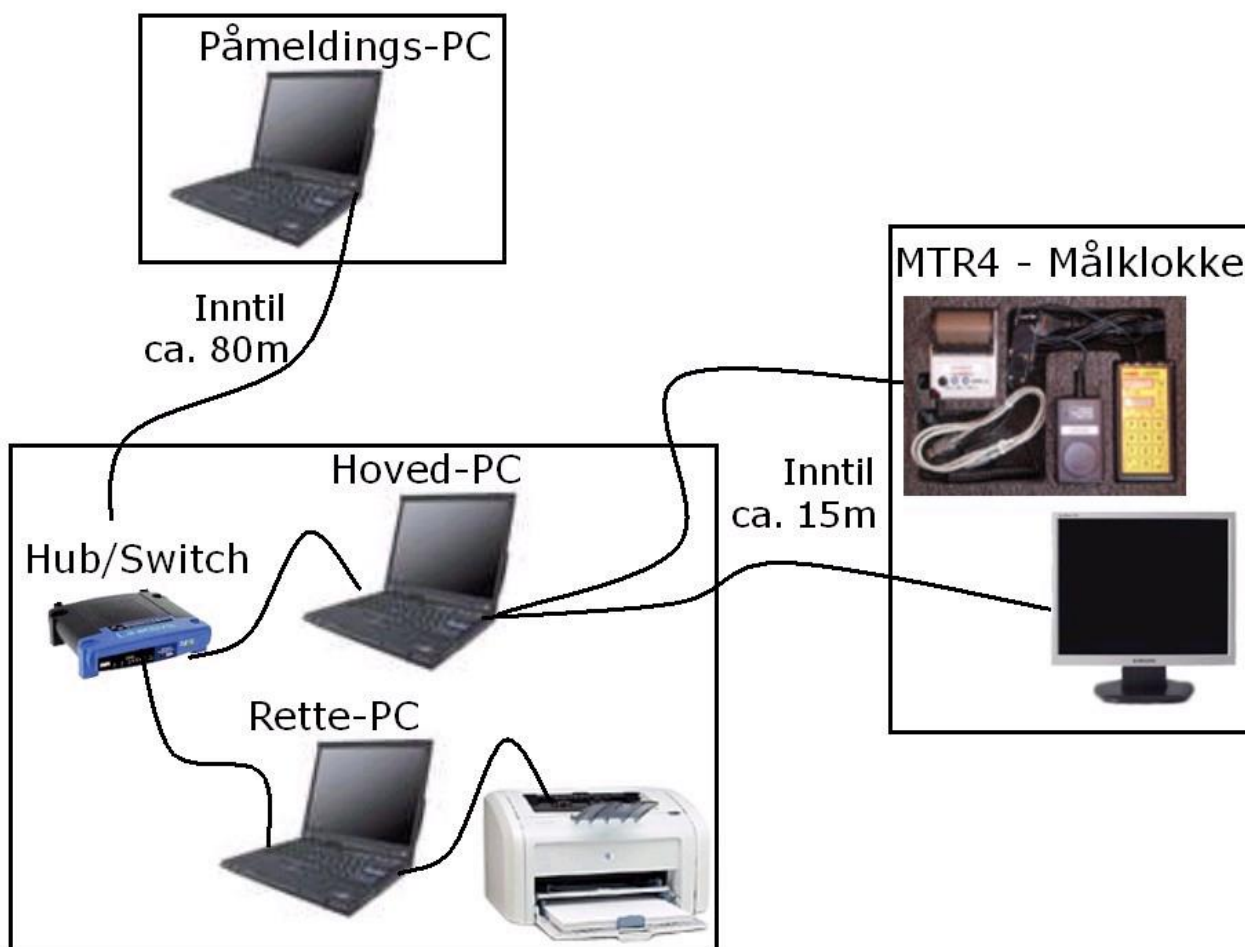 Påmeldings-PC
Inntil
ca. 80m
MTR4 - Målklokke
Hoved-PC
Inntil
ca. 15m
Hub/Switch
Rette-PC